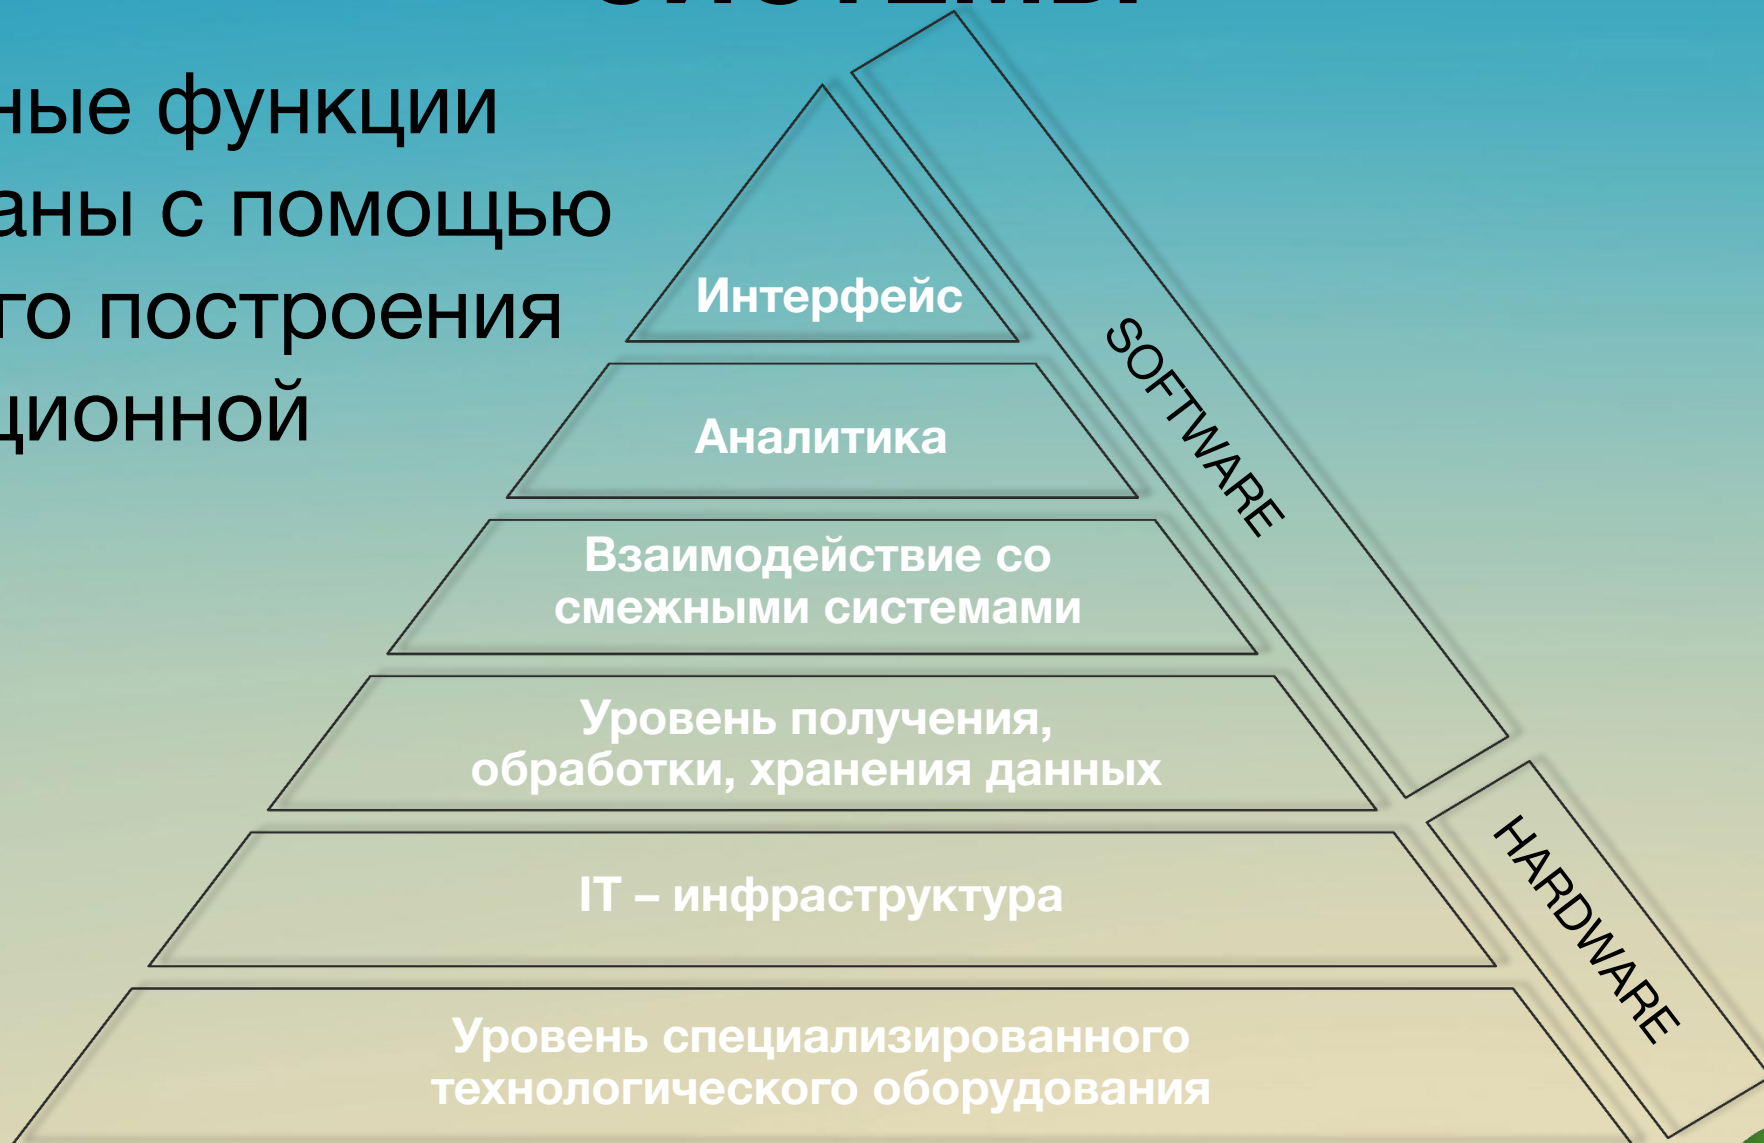 ные функции
аны с помощью
го построения
ционной
Интерфейс
Аналитика
Взаимодействие со
смежными системами
Уровень получения,
обработки, хранения данных
IT – инфраструктура
Уровень специализированного
технологического оборудования
SOFTWARE
HARDWARE